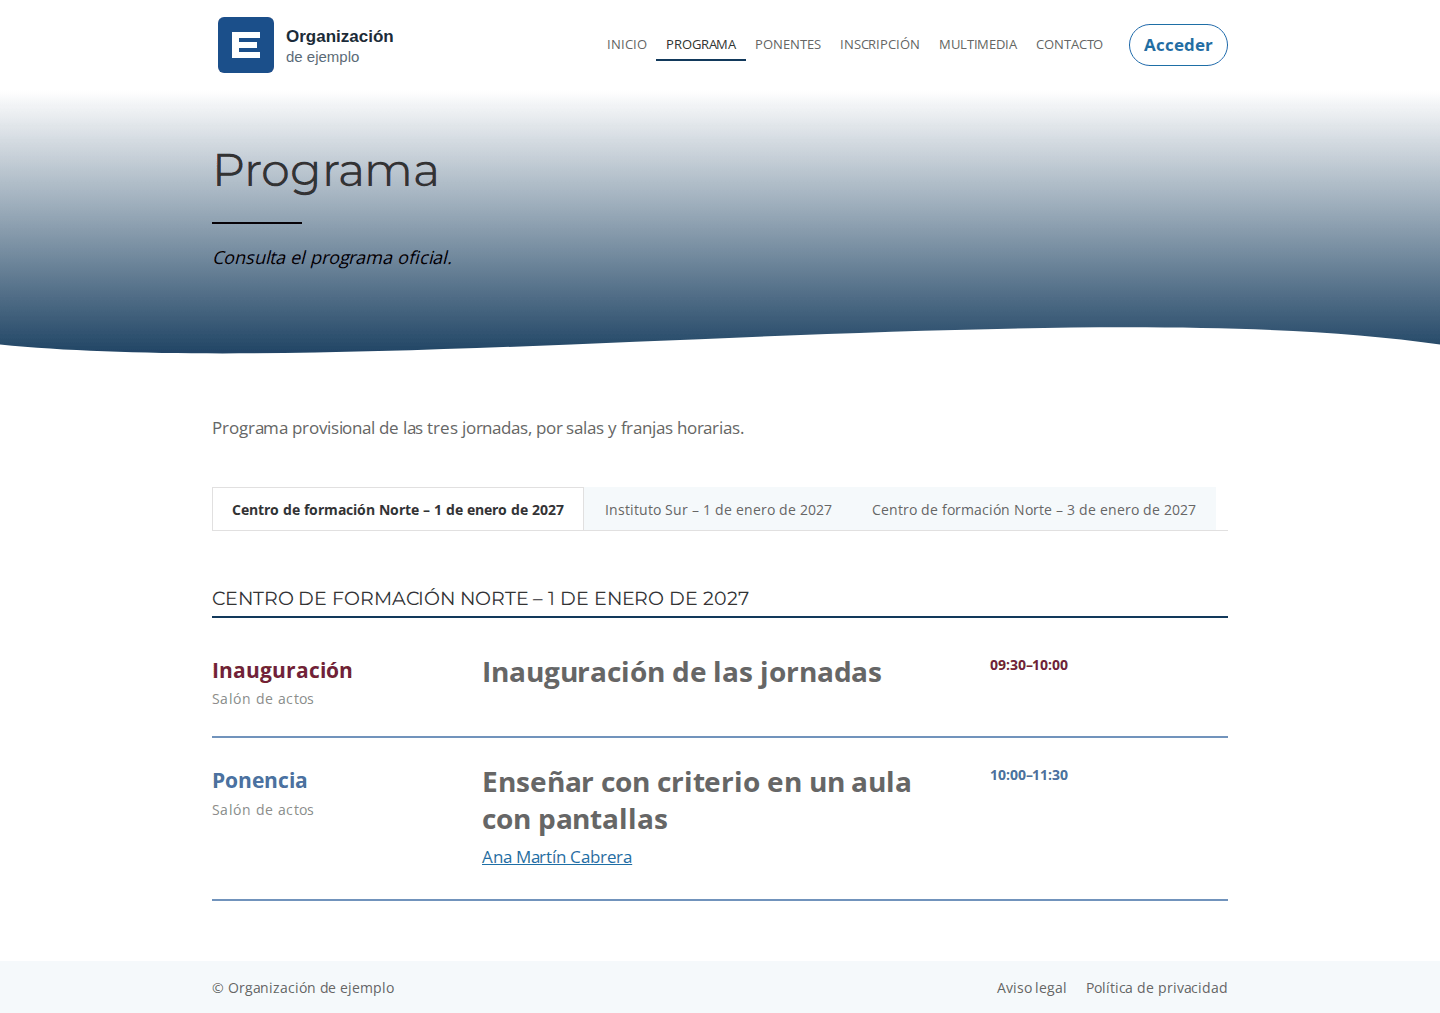 E
Organización
de ejemplo
INICIO PROGRAMA PONENTES INSCRIPCIÓN MULTIMEDIA CONTACTO Acceder
Programa
Consulta el programa oficial.
Programa provisional de las tres jornadas, por salas y franjas horarias.
Centro de formación Norte – 1 de enero de 2027 Instituto Sur – 1 de enero de 2027 Centro de formación Norte – 3 de enero de 2027
CENTRO DE FORMACIÓN NORTE – 1 DE ENERO DE 2027
Inauguración Inauguración de las jornadas 09:30–10:00
Salón de actos
Ponencia Enseñar con criterio en un aula 10:00–11:30
Salón de actos con pantallas
Ana Martín Cabrera
© Organización de ejemplo Aviso legal Política de privacidad